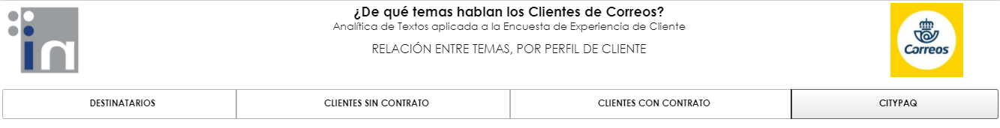 ¿De qué temas hablan los Clientes de Correos?
Analítica de Textos aplicada a la Encuesta de Experiencia de Cliente
RELACIÓN ENTRE TEMAS, POR PERFIL DE CLIENTE
in
Correos
DESTINATARIOS
CLIENTES SIN CONTRATO
CLIENTES CON CONTRATO
CITYPAQ